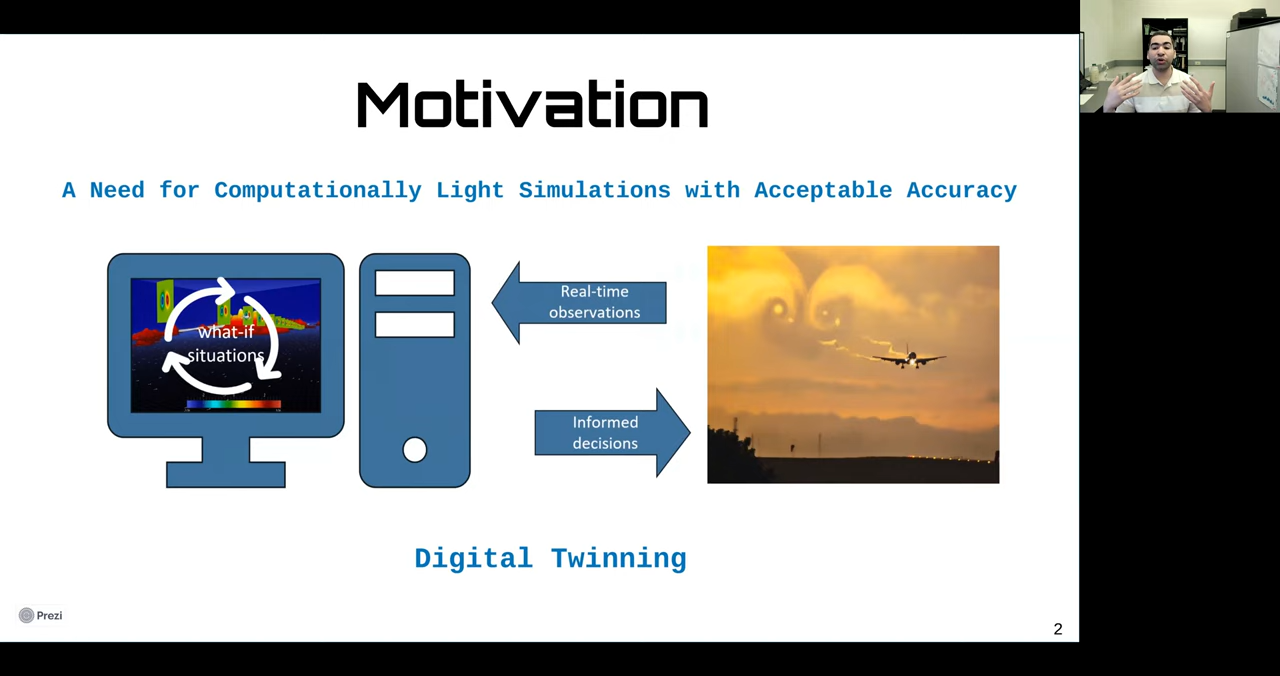 Motivation
A Need for Computationally Light Simulations with Acceptable Accuracy
what-if
situations
Real-time
observations
Informed
decisions
Digital Twinning
Prezi
2